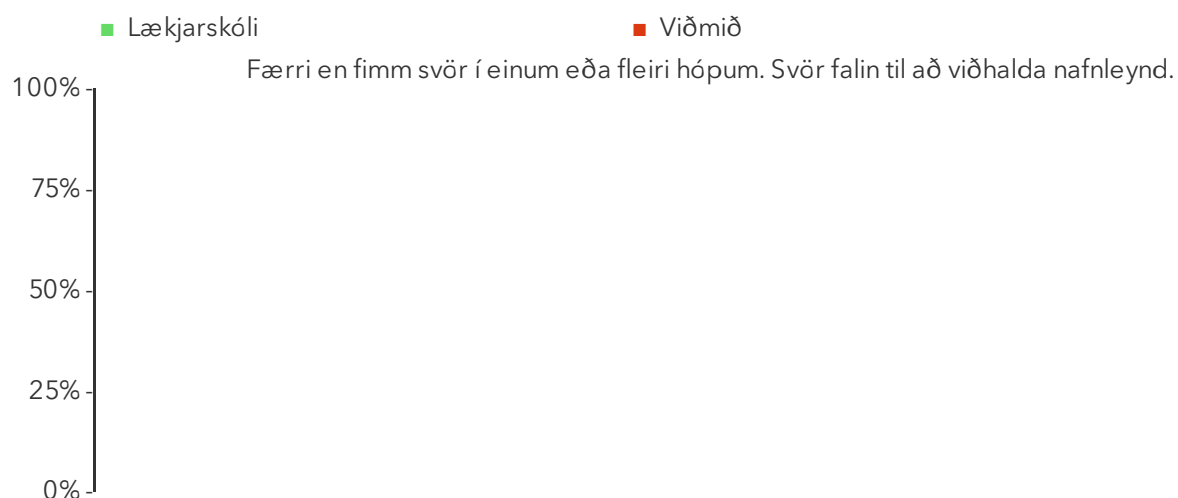 Lækjarskóli Viðmið
Færri en fimm svör í einum eða fleiri hópum. Svör falin til að viðhalda nafnleynd.
100%
75%
50%
25%
0%